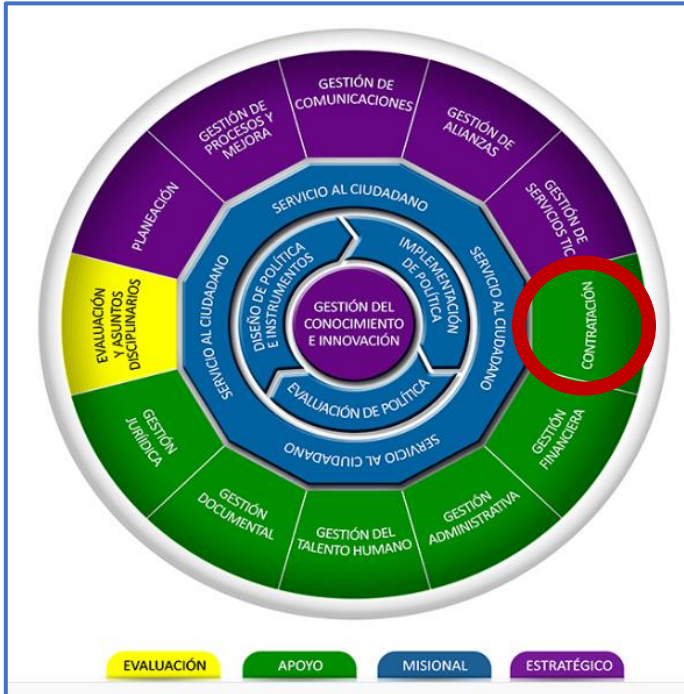 GESTIÓN DE
COMUNICACIONES
GESTIÓN DE
PROCESOS Y
MEJORA
GESTIÓN DE
ALIANZAS
PLANEACIÓN
GESTIÓN DE
SERVICIOS TIC
SERVICIO AL CIUDADANO
SERVICIO AL CIUDADANO
SERVICIO AL CIUDADANO
SERVICIO AL CIUDADANO
DISEÑO DE POLÍTICA
E INSTRUMENTOS
IMPLEMENTACIÓN
DE POLÍTICA
EVALUACIÓN DE POLÍTICA
GESTIÓN DEL
CONOCIMIENTO
E INNOVACIÓN
EVALUACIÓN
Y ASUNTOS
DISCIPLINARIOS
CONTRATACIÓN
GESTIÓN
JURÍDICA
GESTIÓN
FINANCIERA
GESTIÓN
DOCUMENTAL
GESTIÓN DEL
TALENTO HUMANO
GESTIÓN
ADMINISTRATIVA
EVALUACIÓN
APOYO
MISIONAL
ESTRATÉGICO